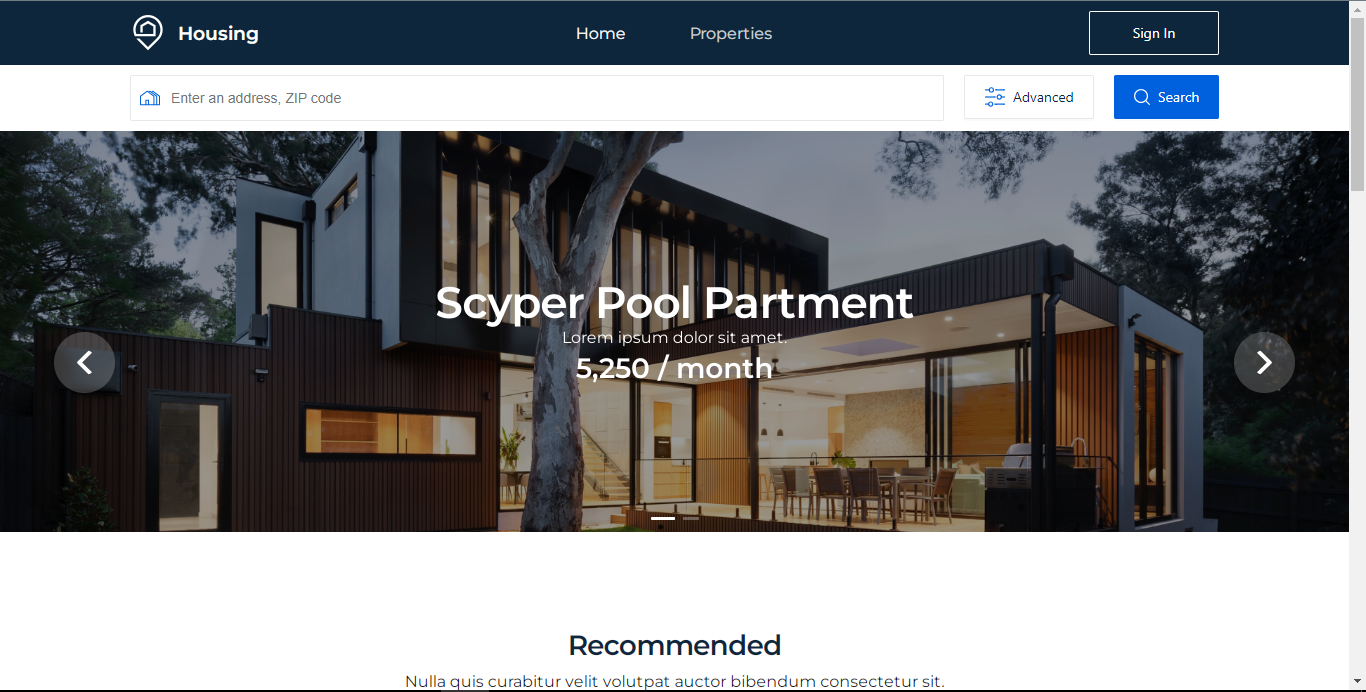 Housing
Home
Properties
Sign In
Enter an address, ZIP code
Advanced
Search
Scyper Pool Partment
Lorem ipsum dolor sit amet.
5,250 / month
Recommended
Nulla quis curabitur velit volutpat auctor bibendum consectetur sit.